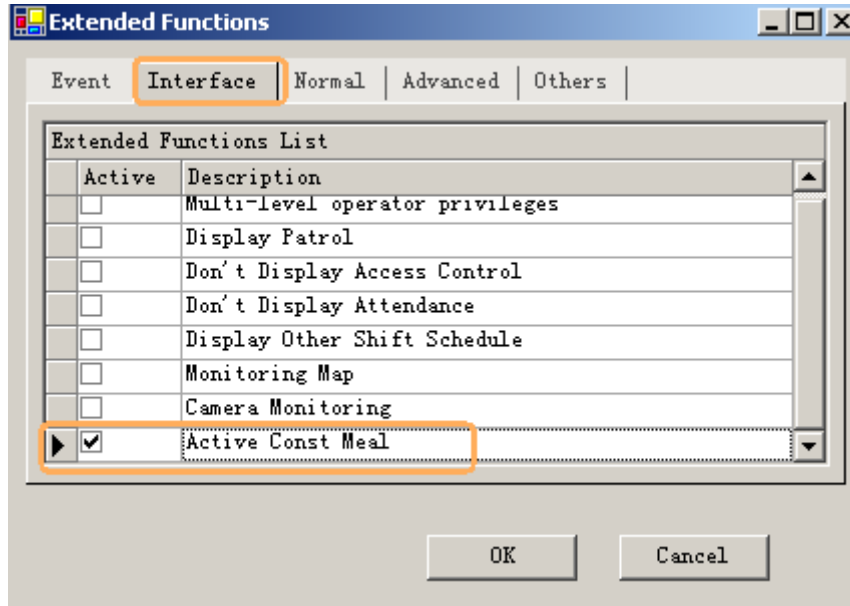 Extended Functions
Event Interface Normal Advanced Others
Extended Functions List
Active Description
Multi-level operator privileges
Display Patrol
Don't Display Access Control
Don't Display Attendance
Display Other Shift Schedule
Monitoring Map
Camera Monitoring
Active Const Meal
OK Cancel